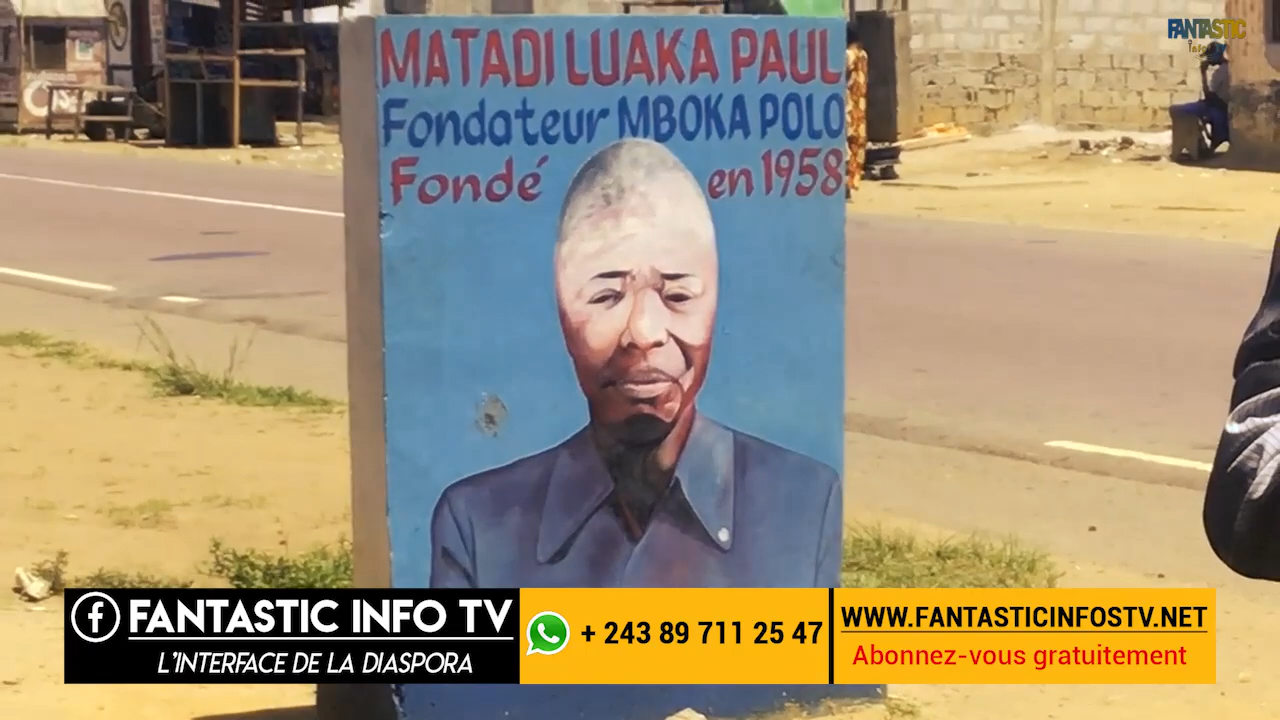 FANTASTIC
MATADI LUAKA PAUL
Fondateur MBOKA POLO
Fondé en 1958
FANTASTIC INFO TV
L'INTERFACE DE LA DIASPORA
+ 243 89 711 25 47
WWW.FANTASTICINFOSTV.NET
Abonnez-vous gratuitement